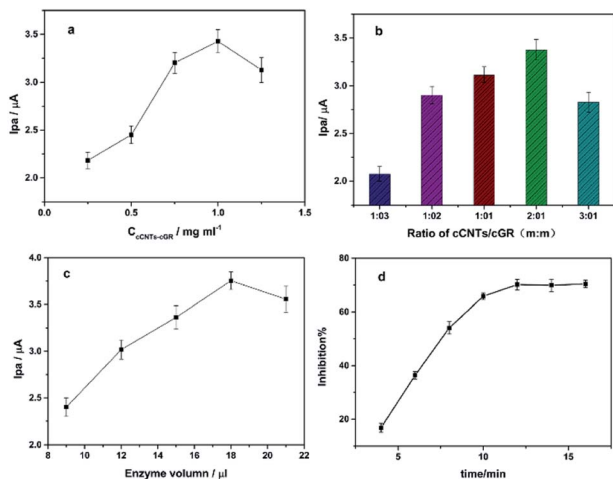 a
4.0
3.5
3.0
2.5
2.0
Ipa / μA
0.0 0.5 1.0 1.5
C cCNTs-cGR / mg ml-1
b
3.5
3.0
2.5
2.0
Ipa/ μA
1:03 1:02 1:01 2:01 3:01
Ratio of cCNTs/cGR（m:m）
c
4.0
3.5
3.0
2.5
2.0
Ipa / μA
8 10 12 14 16 18 20 22
Enzyme volumn / μl
d
80
60
40
20
Inhibition%
5 10 15
time/min